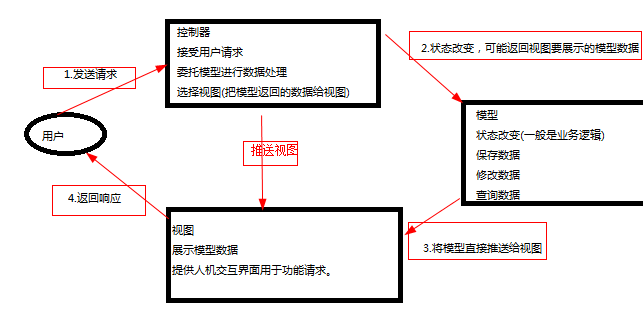 控制器
接受用户请求
委托模型进行数据处理
选择视图(把模型返回的数据给视图)
2.状态改变，可能返回视图要展示的模型数据
1.发送请求
模型
状态改变(一般是业务逻辑)
保存数据
修改数据
查询数据
用户
推送视图
4.返回响应
视图
展示模型数据
提供人机交互界面用于功能请求。
3.将模型直接推送给视图